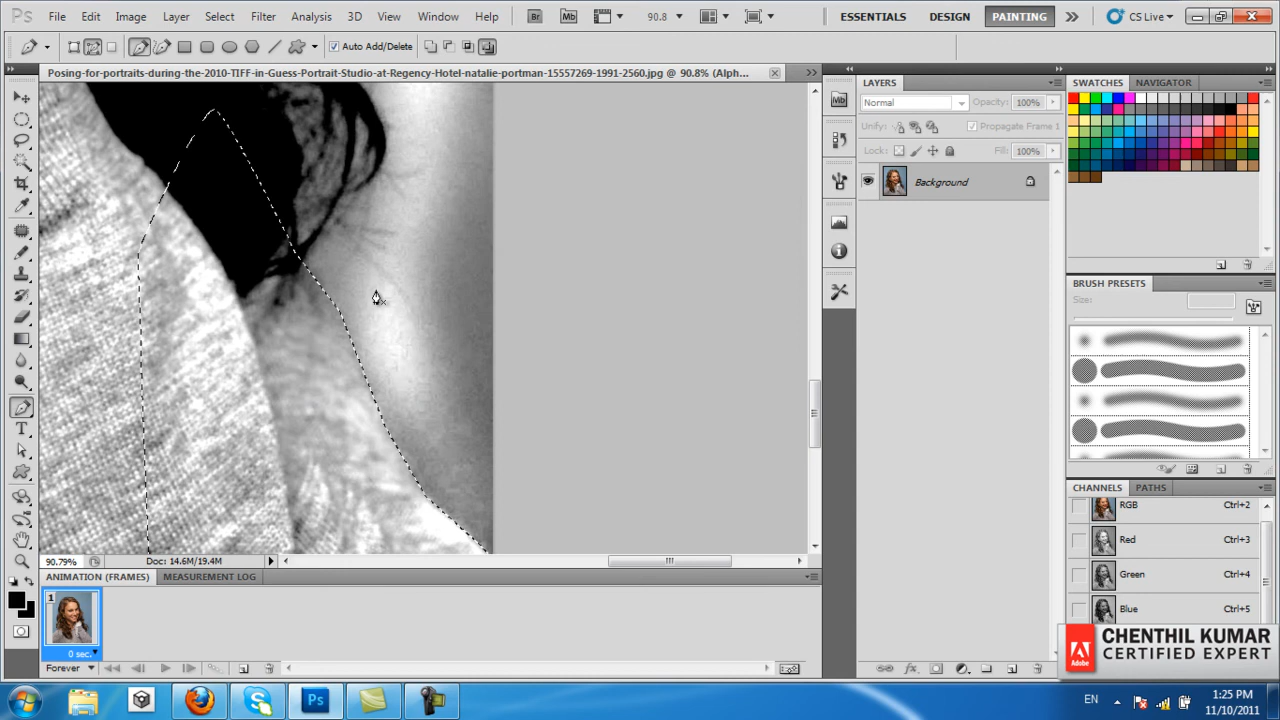 Ps File Edit Image Layer Select Filter Analysis 3D View Window Help Br Mb 90.8 ESSENTIALS DESIGN PAINTING CS Live
Auto Add/Delete
Posing-for-portraits-during-the-2010-TIFF-in-Guess-Portrait-Studio-at-Regency-Hotel-natalie-portman-15557269-1991-2560.jpg @ 90.8% (Alph...
LAYERS
Normal Opacity: 100%
Unify: Propagate Frame 1
Lock: Fill: 100%
Background
Mb
SWATCHES NAVIGATOR
BRUSH PRESETS
Size:
CHANNELS PATHS
RGB Ctrl+2
Red Ctrl+3
Green Ctrl+4
Blue Ctrl+5
T
90.79% Doc: 14.6M/19.4M
ANIMATION (FRAMES) MEASUREMENT LOG
1
0 sec.
Forever
fx
Adobe
CHENTHIL KUMAR
CERTIFIED EXPERT
Ps
EN
1:25 PM
11/10/2011